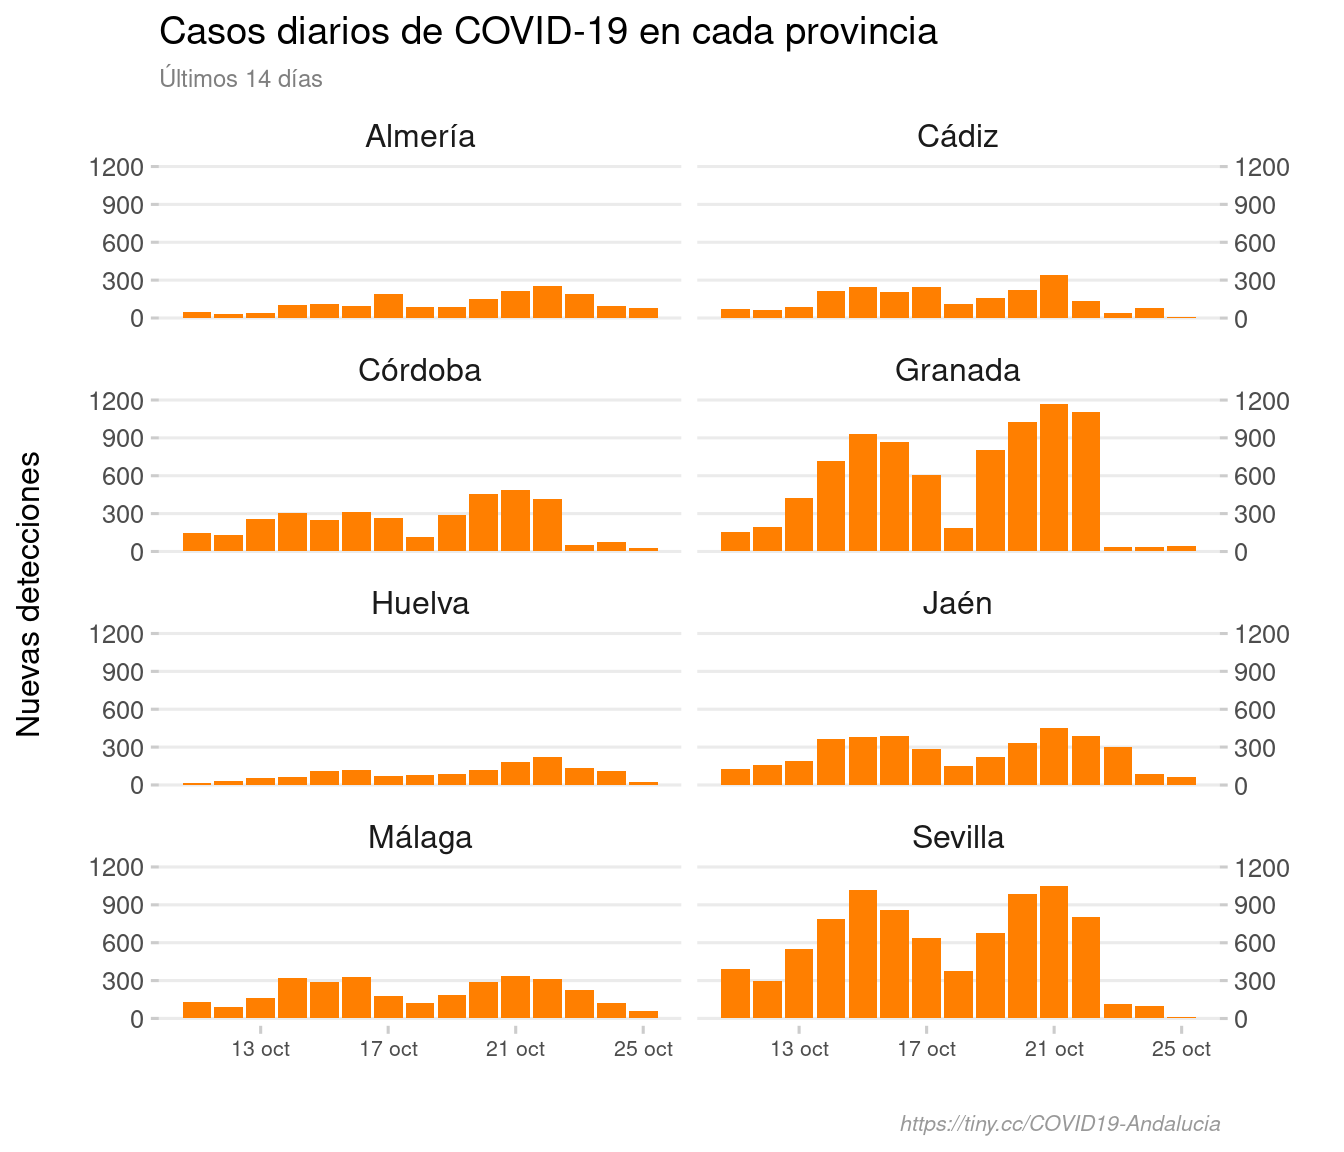 Casos diarios de COVID-19 en cada provincia
Últimos 14 días
Almería
Cádiz
1200
900
600
300
0
1200
900
600
300
0
Córdoba
Granada
1200
900
600
300
0
1200
900
600
300
0
Huelva
Jaén
1200
900
600
300
0
1200
900
600
300
0
Málaga
Sevilla
1200
900
600
300
0
1200
900
600
300
0
13 oct 17 oct 21 oct 25 oct
13 oct 17 oct 21 oct 25 oct
Nuevas detecciones
https://tiny.cc/COVID19-Andalucia